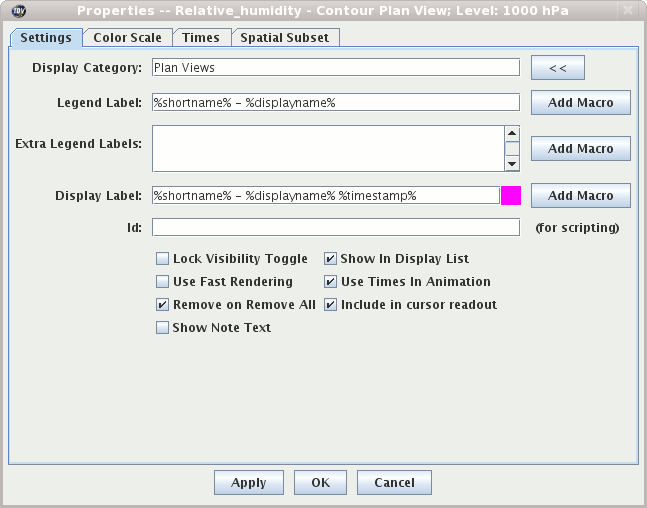 IDV
Properties -- Relative_humidity - Contour Plan View; Level: 1000 hPa
Settings Color Scale Times Spatial Subset
Display Category: Plan Views <<
Legend Label: %shortname% - %displayname% Add Macro
Extra Legend Labels: Add Macro
Display Label: %shortname% - %displayname% %timestamp% Add Macro
Id: (for scripting)
Lock Visibility Toggle Show In Display List
Use Fast Rendering Use Times In Animation
Remove on Remove All Include in cursor readout
Show Note Text
Apply OK Cancel